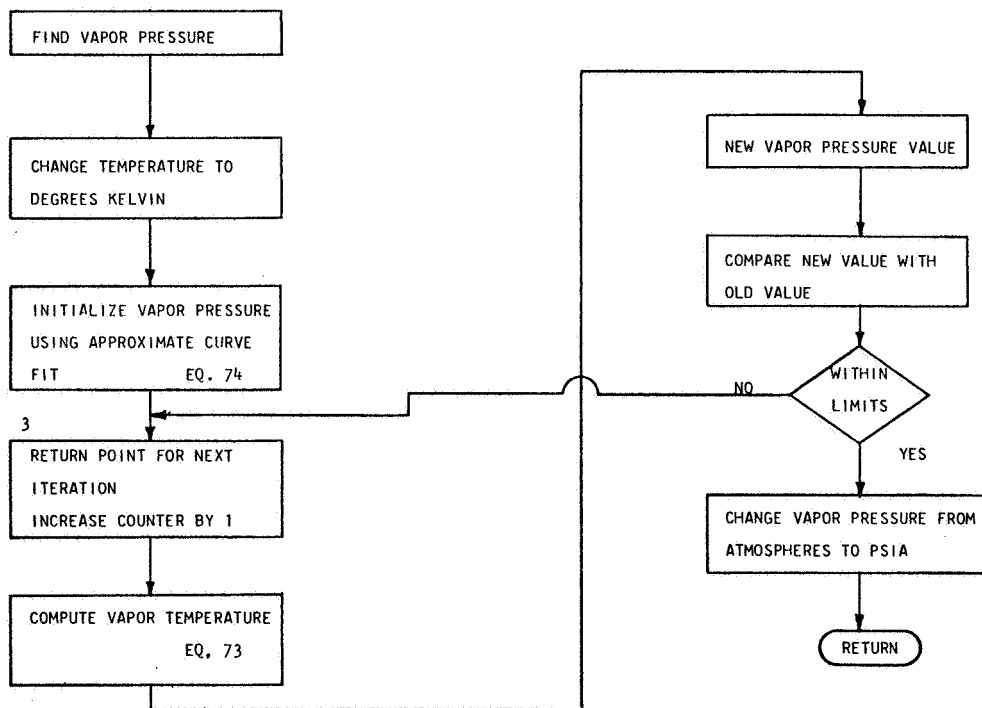 FIND VAPOR PRESSURE
CHANGE TEMPERATURE TO
DEGREES KELVIN
INITIALIZE VAPOR PRESSURE
USING APPROXIMATE CURVE
FIT EQ. 74
3
RETURN POINT FOR NEXT
ITERATION
INCREASE COUNTER BY 1
COMPUTE VAPOR TEMPERATURE
EQ. 73
NEW VAPOR PRESSURE VALUE
COMPARE NEW VALUE WITH
OLD VALUE
WITHIN
LIMITS
NO
YES
CHANGE VAPOR PRESSURE FROM
ATMOSPHERES TO PSIA
RETURN